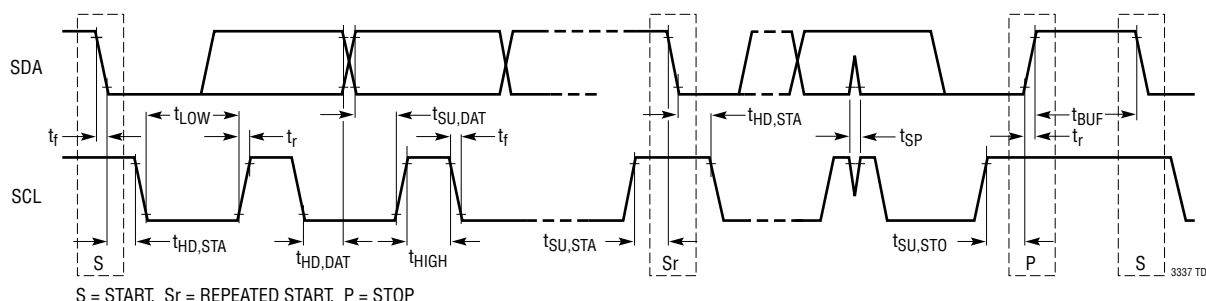 SDA
t_LOW
t_SU,DAT
t_HD,STA
t_BUF
t_f
t_r
t_f
t_SP
t_r
SCL
t_HD,STA
t_HD,DAT
t_HIGH
t_SU,STA
t_SU,STO
S
Sr
P
S
3337 TD
S = START, Sr = REPEATED START, P = STOP